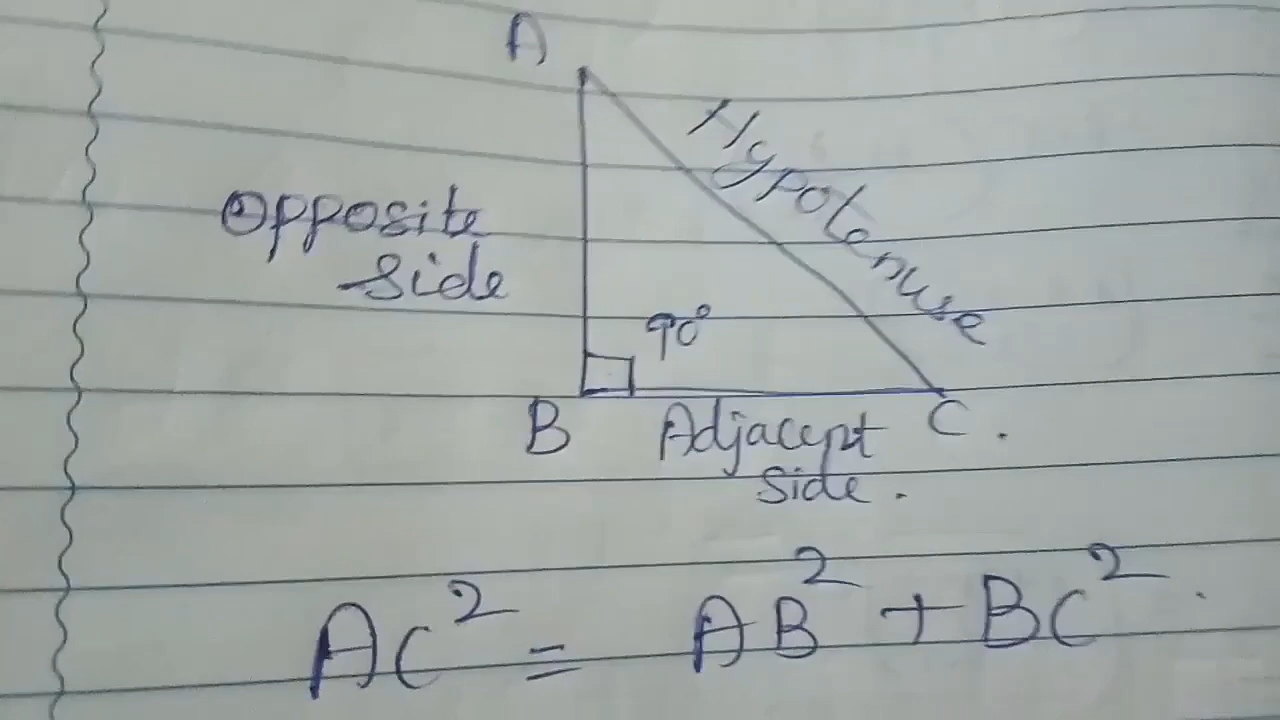 A
Hypotenuse
Opposite
side
90°
B
C.
Adjacent
side.
AC² = AB² + BC².